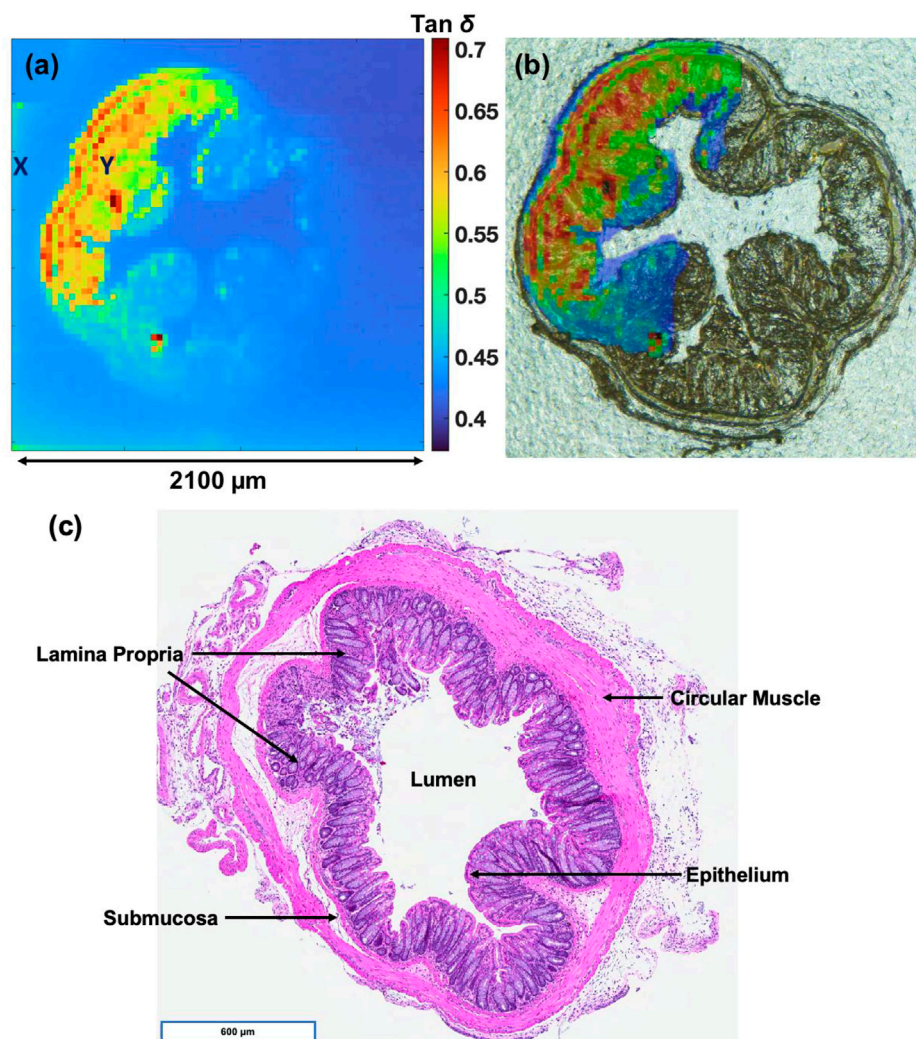 Tan δ
(a)
(b)
0.7
0.65
0.6
0.55
0.5
0.45
0.4
X
Y
2100 µm
(c)
Lamina Propria
Circular Muscle
Lumen
Epithelium
Submucosa
600 µm